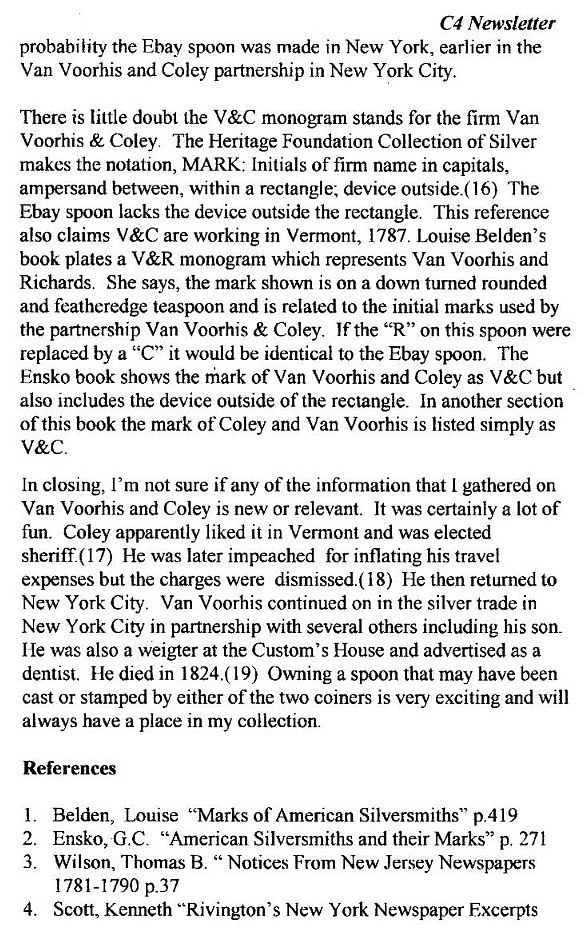 C4 Newsletter
probability the Ebay spoon was made in New York, earlier in the
Van Voorhis and Coley partnership in New York City.
There is little doubt the V&C monogram stands for the firm Van
Voorhis & Coley. The Heritage Foundation Collection of Silver
makes the notation, MARK: Initials of firm name in capitals,
ampersand between, within a rectangle; device outside.(16) The
Ebay spoon lacks the device outside the rectangle. This reference
also claims V&C are working in Vermont, 1787. Louise Belden's
book plates a V&R monogram which represents Van Voorhis and
Richards. She says, the mark shown is on a down turned rounded
and featheredge teaspoon and is related to the initial marks used by
the partnership Van Voorhis & Coley. If the “R” on this spoon were
replaced by a “C” it would be identical to the Ebay spoon. The
Ensko book shows the mark of Van Voorhis and Coley as V&C but
also includes the device outside of the rectangle. In another section
of this book the mark of Coley and Van Voorhis is listed simply as
V&C.
In closing, I'm not sure if any of the information that I gathered on
Van Voorhis and Coley is new or relevant. It was certainly a lot of
fun. Coley apparently liked it in Vermont and was elected
sheriff.(17) He was later impeached for inflating his travel
expenses but the charges were dismissed.(18) He then returned to
New York City. Van Voorhis continued on in the silver trade in
New York City in partnership with several others including his son.
He was also a weigter at the Custom's House and advertised as a
dentist. He died in 1824.(19) Owning a spoon that may have been
cast or stamped by either of the two coiners is very exciting and will
always have a place in my collection.
References
1. Belden, Louise “Marks of American Silversmiths” p.419
2. Ensko, G.C. “American Silversmiths and their Marks” p. 271
3. Wilson, Thomas B. “ Notices From New Jersey Newspapers
1781-1790 p.37
4. Scott, Kenneth “Rivington's New York Newspaper Excerpts